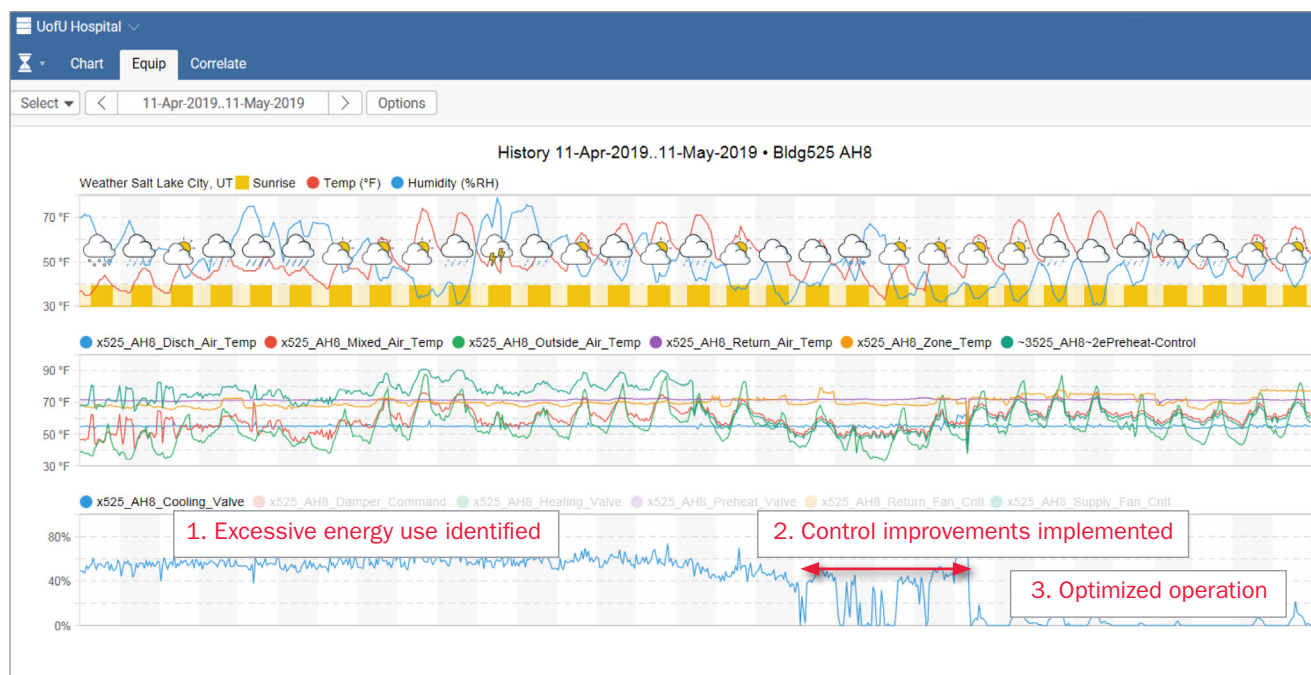 UofU Hospital
Chart Equip Correlate
Select 11-Apr-2019..11-May-2019 Options
History 11-Apr-2019..11-May-2019 • Bldg525 AH8
Weather Salt Lake City, UT Sunrise Temp (°F) Humidity (%RH)
70 °F
50 °F
30 °F
x525_AH8_Disch_Air_Temp x525_AH8_Mixed_Air_Temp x525_AH8_Outside_Air_Temp x525_AH8_Return_Air_Temp x525_AH8_Zone_Temp ~3525_AH8~2ePreheat-Control
90 °F
70 °F
50 °F
30 °F
x525_AH8_Cooling_Valve x525_AH8_Damper_Command x525_AH8_Heating_Valve x525_AH8_Preheat_Valve x525_AH8_Return_Fan_Cntl x525_AH8_Supply_Fan_Cntl
1. Excessive energy use identified
2. Control improvements implemented
80%
40%
3. Optimized operation
0%